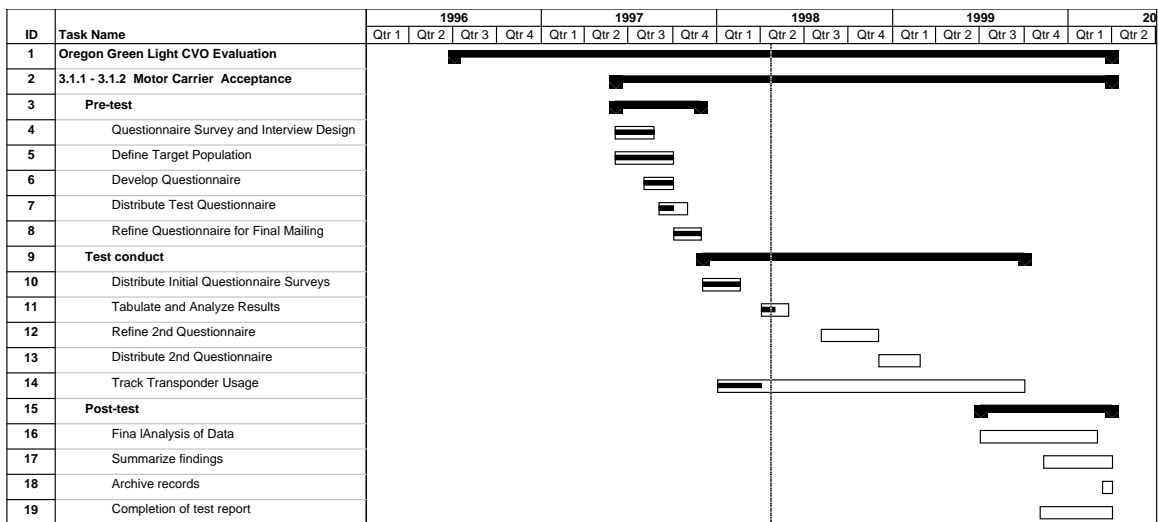 1996 1997 1998 1999 20
ID Task Name Qtr 1 Qtr 2 Qtr 3 Qtr 4 Qtr 1 Qtr 2 Qtr 3 Qtr 4 Qtr 1 Qtr 2 Qtr 3 Qtr 4 Qtr 1 Qtr 2 Qtr 3 Qtr 4 Qtr 1 Qtr 2
1 Oregon Green Light CVO Evaluation
2 3.1.1 - 3.1.2 Motor Carrier Acceptance
3 Pre-test
4 Questionnaire Survey and Interview Design
5 Define Target Population
6 Develop Questionnaire
7 Distribute Test Questionnaire
8 Refine Questionnaire for Final Mailing
9 Test conduct
10 Distribute Initial Questionnaire Surveys
11 Tabulate and Analyze Results
12 Refine 2nd Questionnaire
13 Distribute 2nd Questionnaire
14 Track Transponder Usage
15 Post-test
16 Fina lAnalysis of Data
17 Summarize findings
18 Archive records
19 Completion of test report